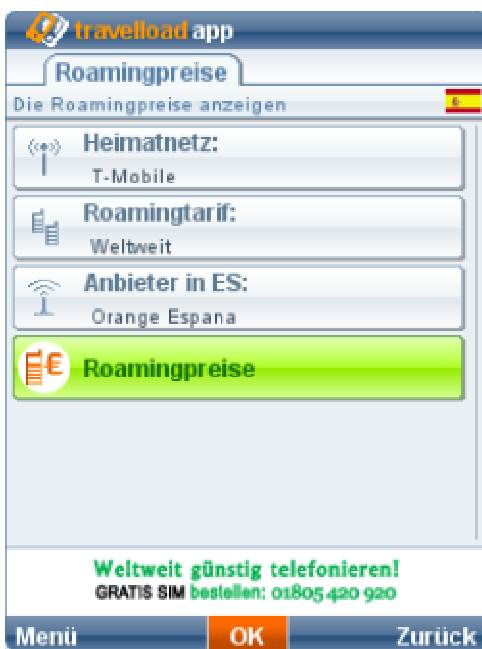 travelload app
Roamingpreise
Die Roamingpreise anzeigen
Heimatnetz:
T-Mobile
Roamingtarif:
Weltweit
Anbieter in ES:
Orange Espana
€ Roamingpreise
Weltweit günstig telefonieren!
GRATIS SIM bestellen: 01805 420 920
Menü OK Zurück